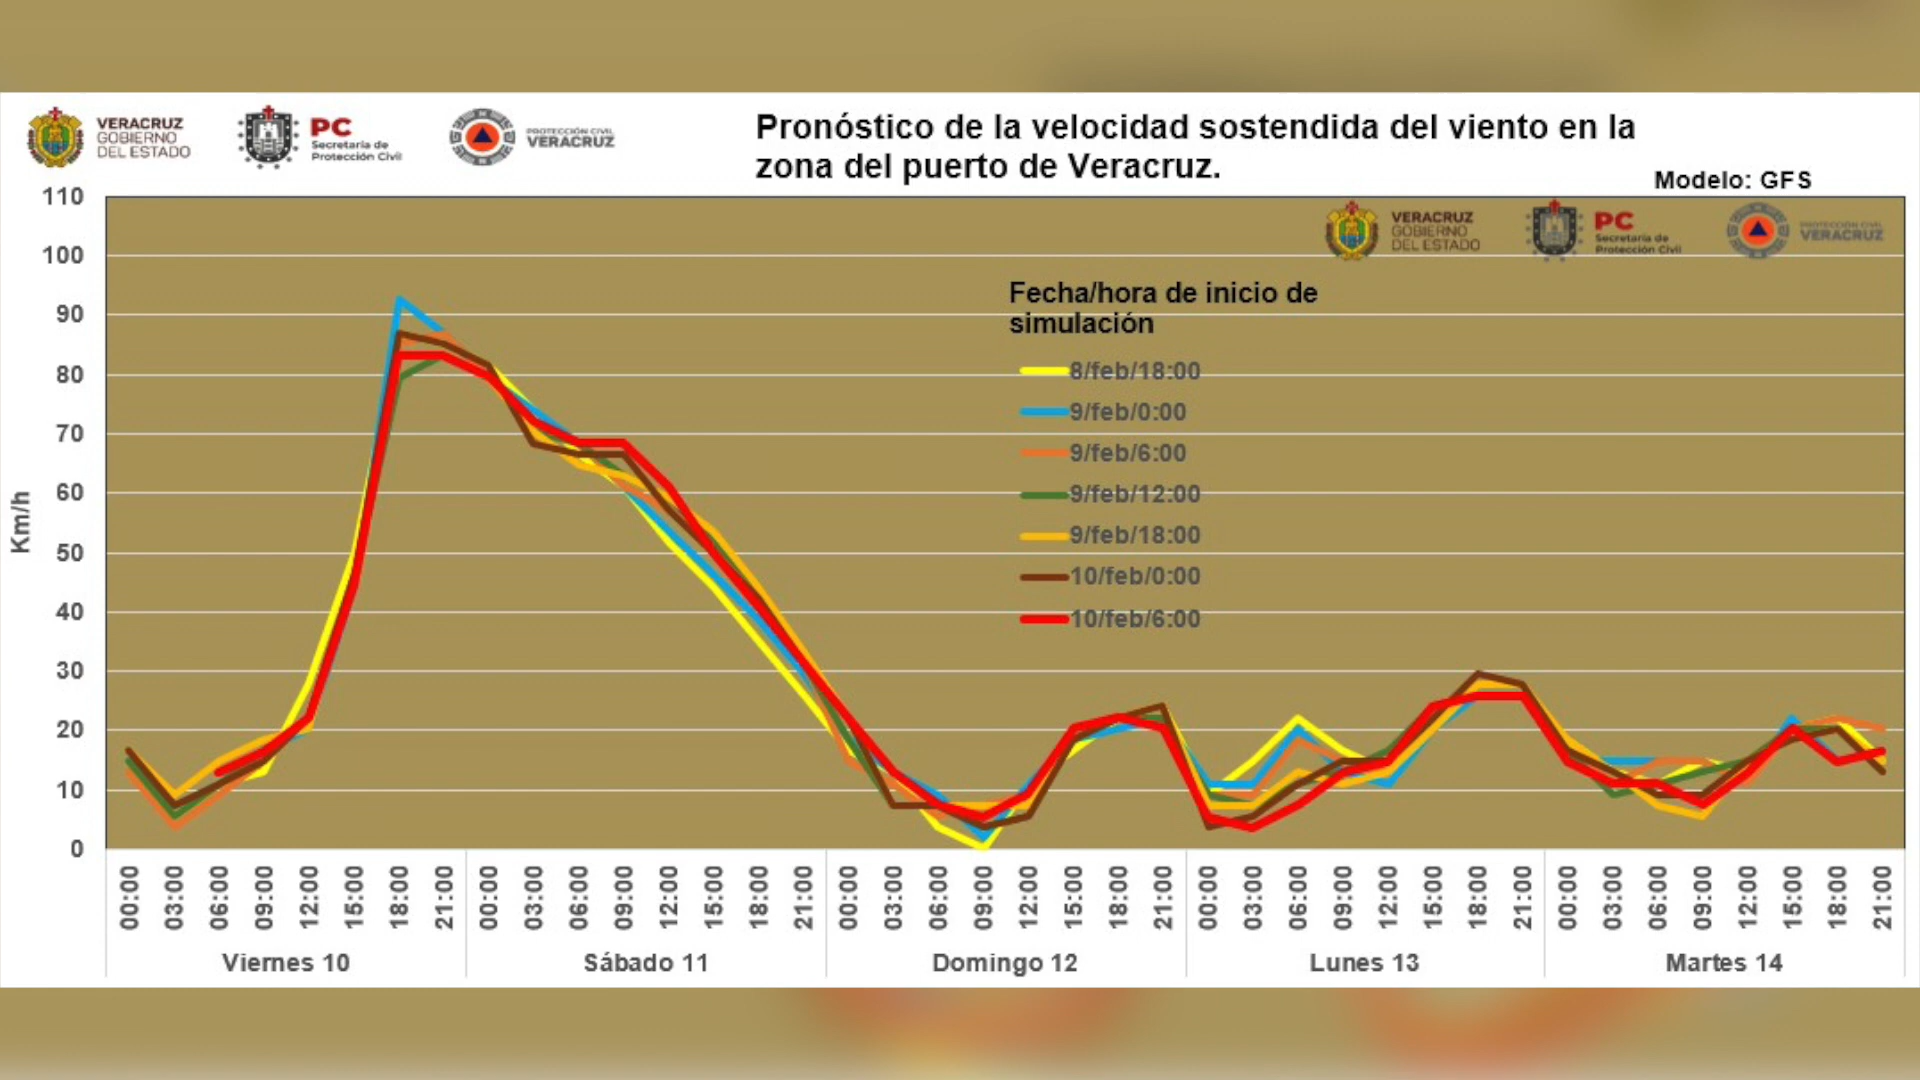 VERACRUZ
GOBIERNO
DEL ESTADO
PC
Secretaría de
Protección Civil
PROTECCIÓN CIVIL
VERACRUZ
Pronóstico de la velocidad sostendida del viento en la
zona del puerto de Veracruz.
Modelo: GFS
VERACRUZ
GOBIERNO
DEL ESTADO
PC
Secretaría de
Protección Civil
PROTECCIÓN CIVIL
VERACRUZ
110
100
90
80
70
60
50
40
30
20
10
0
Km/h
Fecha/hora de inicio de
simulación
8/feb/18:00
9/feb/0:00
9/feb/6:00
9/feb/12:00
9/feb/18:00
10/feb/0:00
10/feb/6:00
00:00 03:00 06:00 09:00 12:00 15:00 18:00 21:00 00:00 03:00 06:00 09:00 12:00 15:00 18:00 21:00 00:00 03:00 06:00 09:00 12:00 15:00 18:00 21:00 00:00 03:00 06:00 09:00 12:00 15:00 18:00 21:00 00:00 03:00 06:00 09:00 12:00 15:00 18:00 21:00
Viernes 10 Sábado 11 Domingo 12 Lunes 13 Martes 14